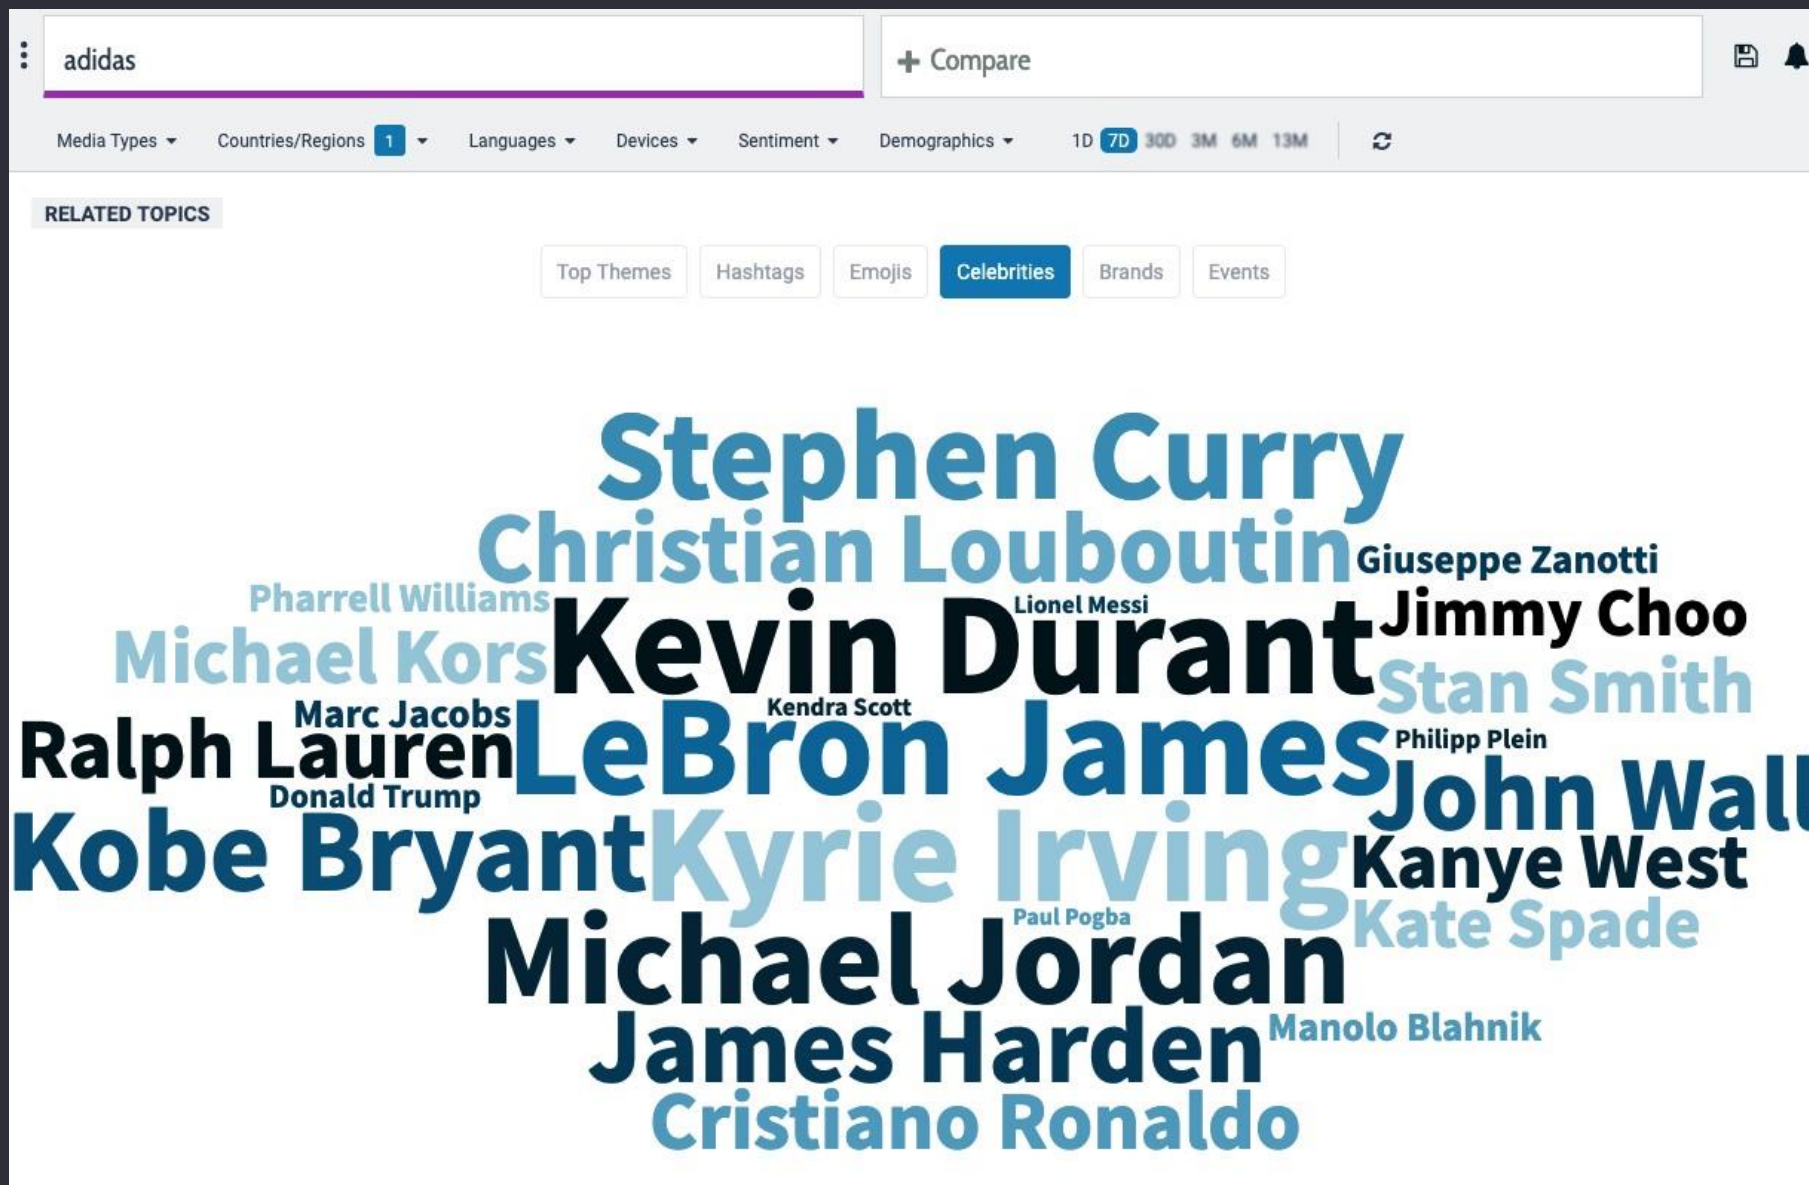 adidas
+ Compare
Media Types
Countries/Regions 1
Languages
Devices
Sentiment
Demographics
1D 7D 30D 3M 6M 13M
RELATED TOPICS
Top Themes
Hashtags
Emojis
Celebrities
Brands
Events
Stephen Curry
Christian Louboutin
Giuseppe Zanotti
Pharrell Williams
Lionel Messi
Jimmy Choo
Kevin Durant
Michael Kors
Stan Smith
Marc Jacobs
Kendra Scott
Ralph Lauren
LeBron James
Philipp Plein
Donald Trump
John Wall
Kobe Bryant
Kyrie Irving
Kanye West
Paul Pogba
Kate Spade
Michael Jordan
James Harden
Manolo Blahnik
Cristiano Ronaldo